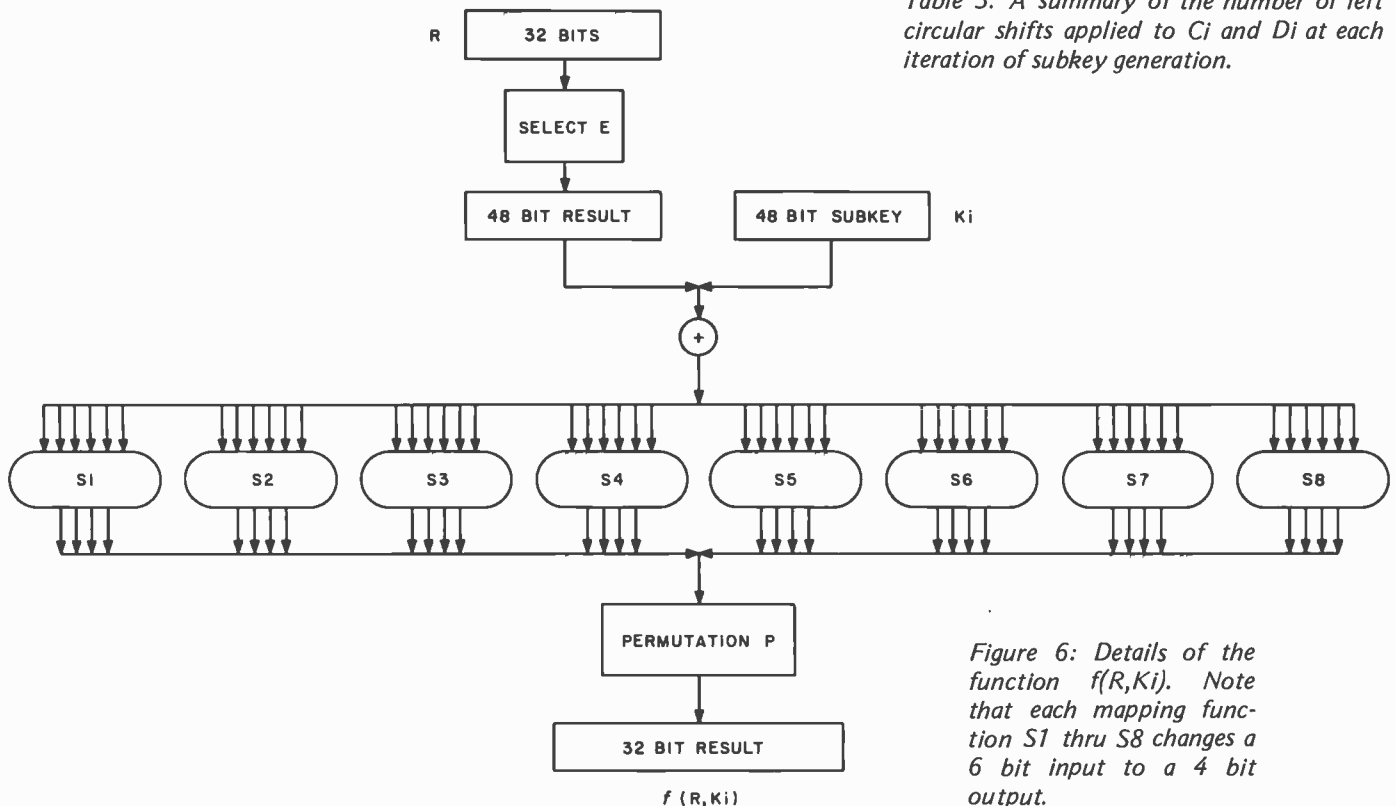 Table 3: A summary of the number of left
circular shifts applied to Ci and Di at each
iteration of subkey generation.
R
32 BITS
SELECT E
48 BIT RESULT
48 BIT SUBKEY
Ki
+
S1
S2
S3
S4
S5
S6
S7
S8
PERMUTATION P
32 BIT RESULT
f (R,Ki)
Figure 6: Details of the
function f(R,Ki). Note
that each mapping func-
tion S1 thru S8 changes a
6 bit input to a 4 bit
output.